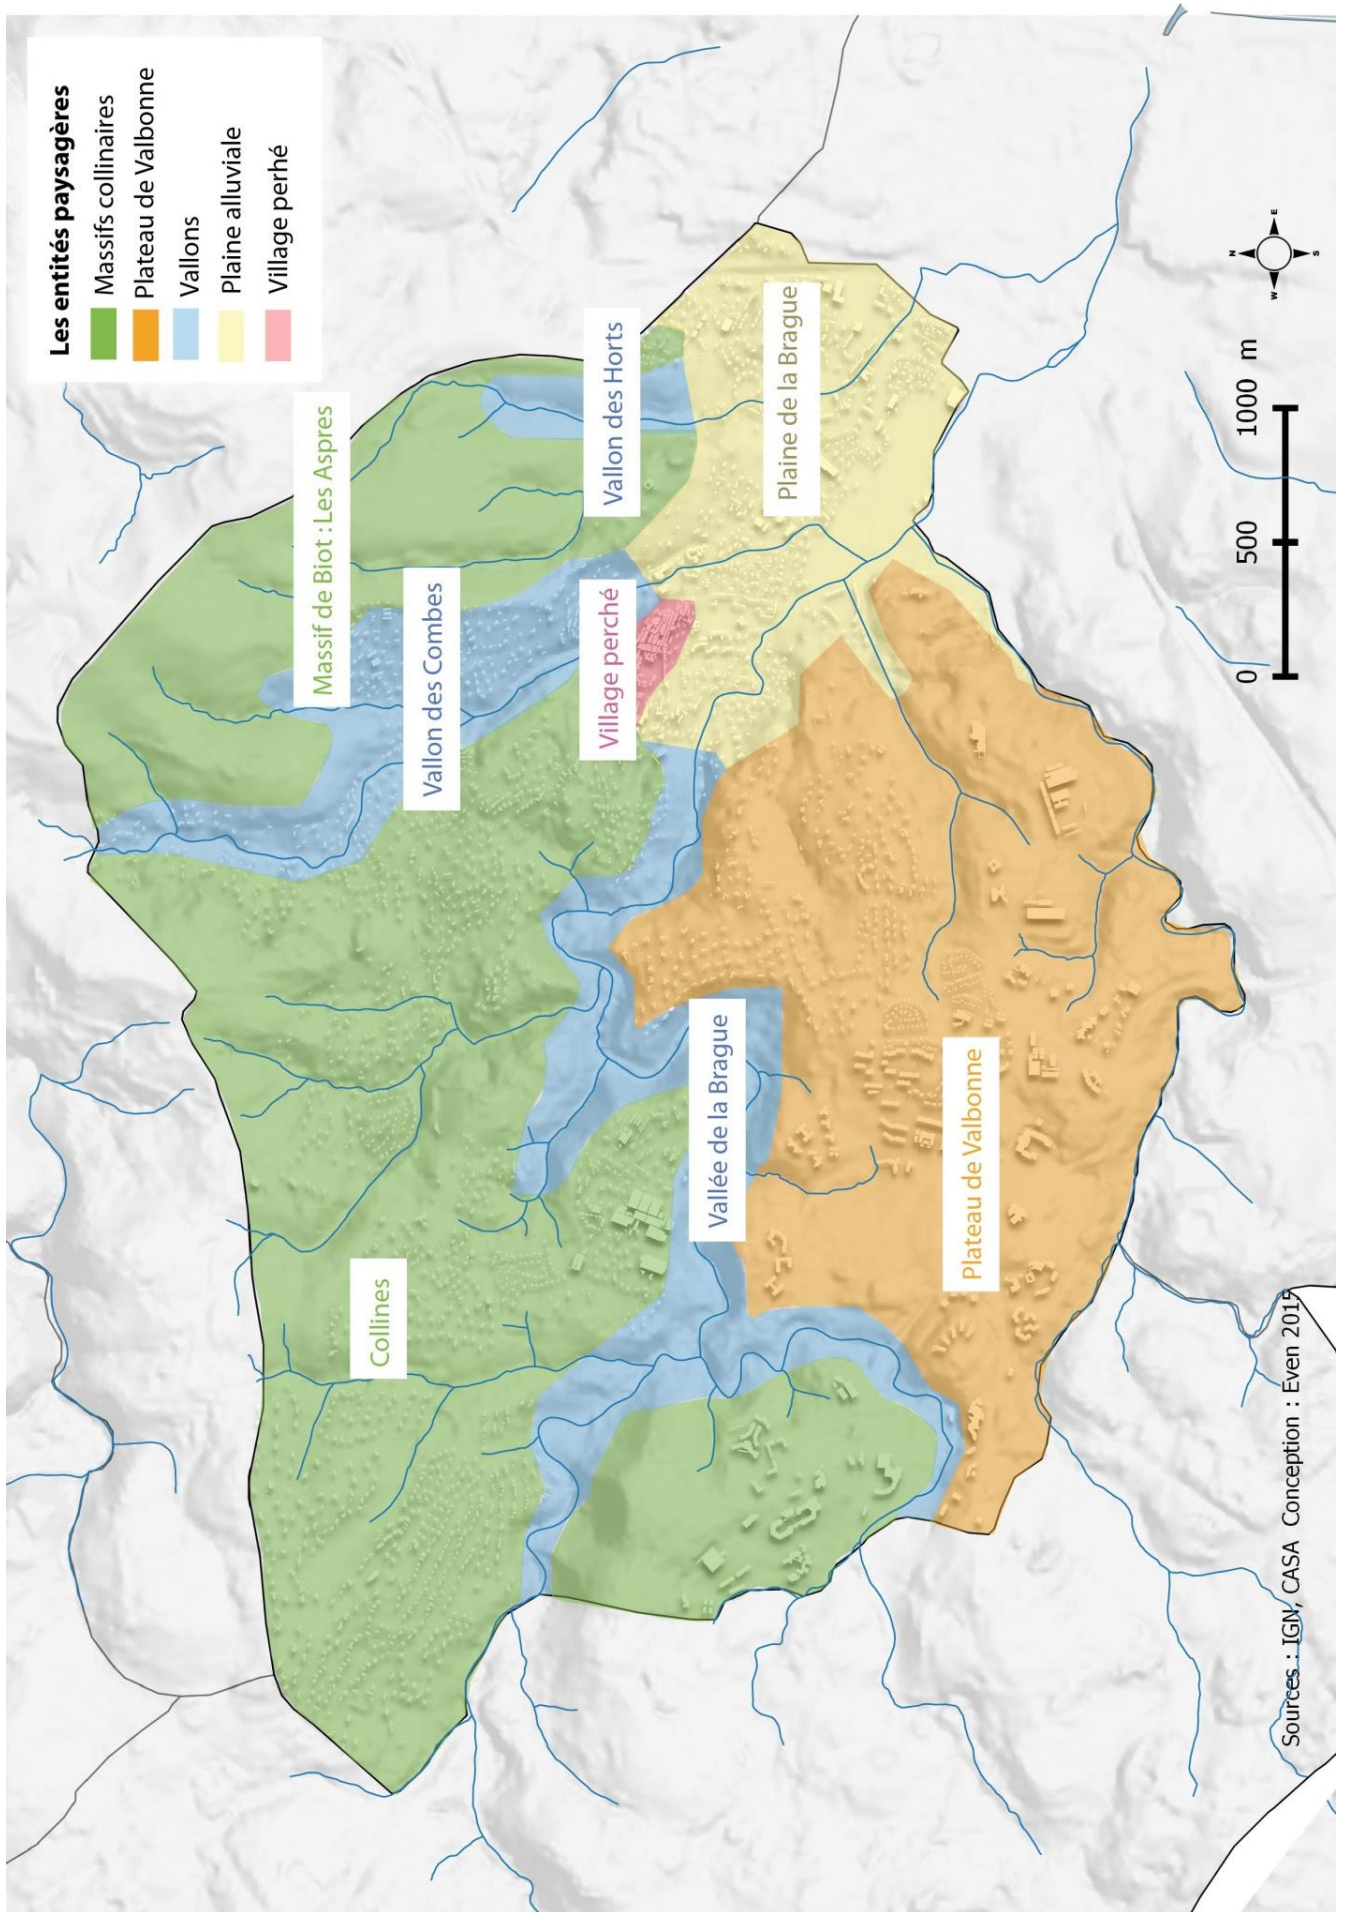 Les entités paysagères
Massifs collinaires
Plateau de Valbonne
Vallons
Plaine alluviale
Village perhé
Massif de Biot : Les Aspres
Vallon des Horts
Vallon des Combes
Village perché
Plaine de la Brague
Collines
Vallée de la Brague
Plateau de Valbonne
N
W
E
S
0 500 1000 m
Sources : IGN, CASA Conception : Even 2015